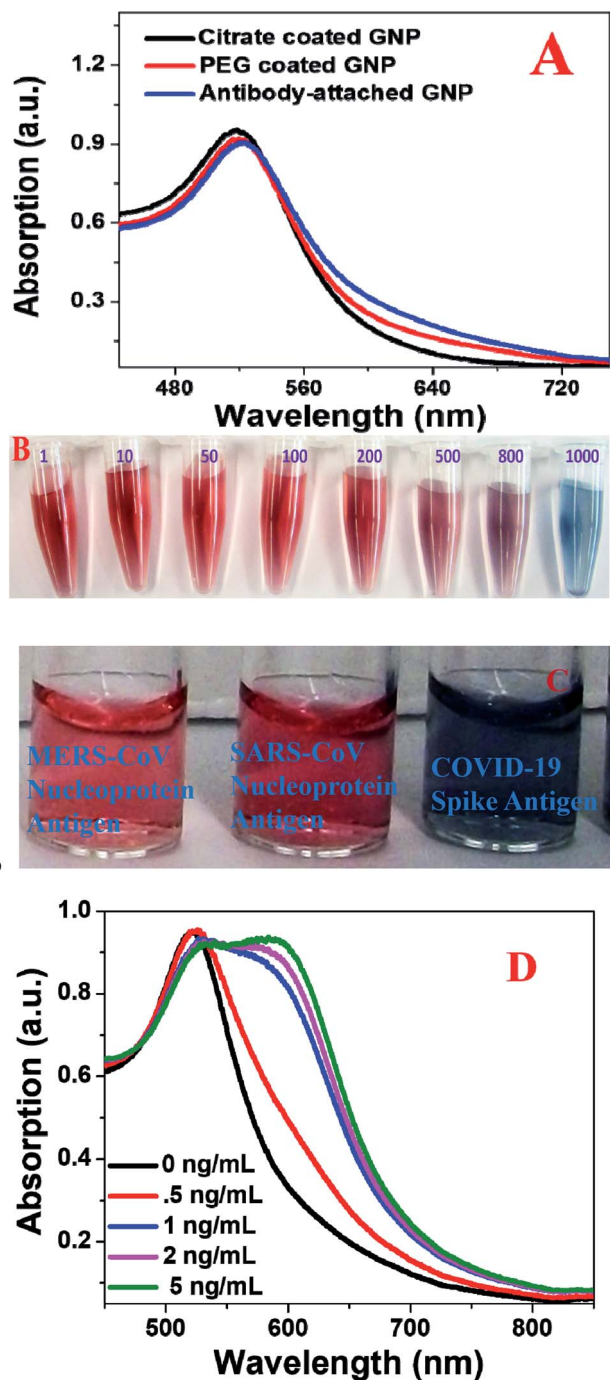 A
Citrate coated GNP
PEG coated GNP
Antibody-attached GNP
Absorption (a.u.)
1.2
0.9
0.6
0.3
480 560 640 720
Wavelength (nm)
B
1 10 50 100 200 500 800 1000
C
MERS-CoV
Nucleoprotein
Antigen
SARS-CoV
Nucleoprotein
Antigen
COVID-19
Spike Antigen
D
Absorption (a.u.)
1.0
0.8
0.6
0.4
0.2
0 ng/mL
.5 ng/mL
1 ng/mL
2 ng/mL
5 ng/mL
500 600 700 800
Wavelength (nm)